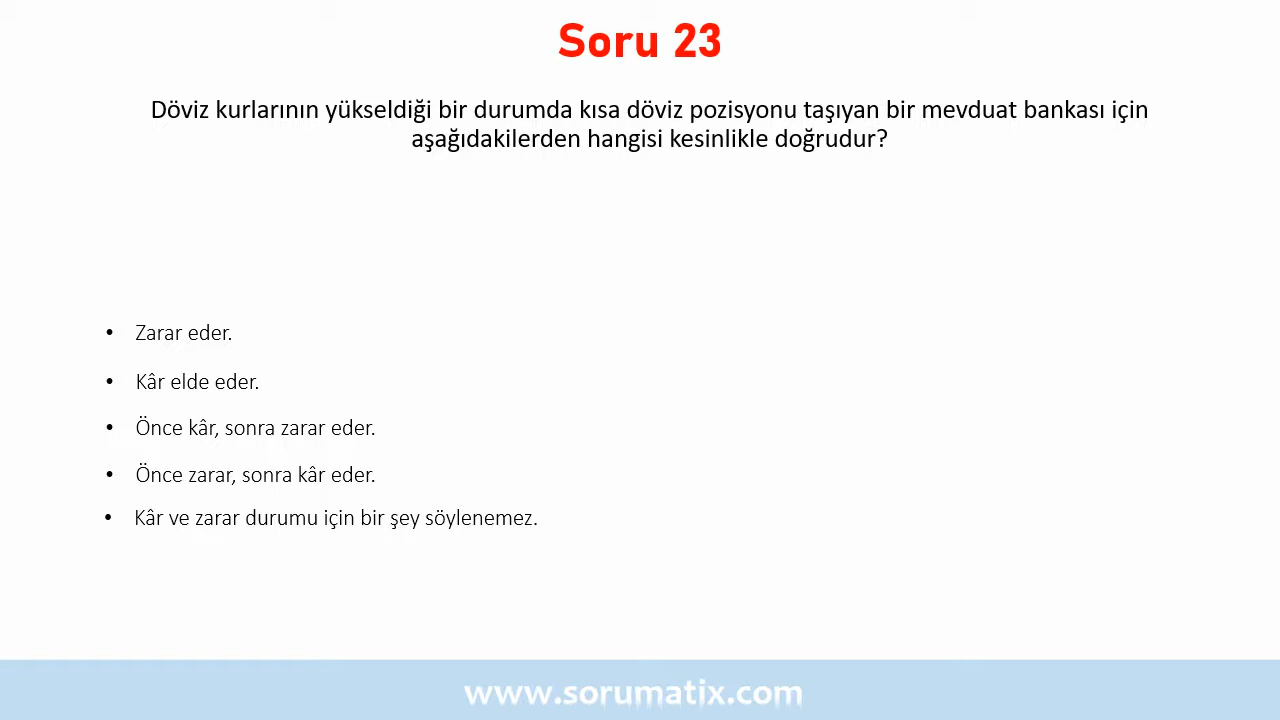 Soru 23
Döviz kurlarının yükseldiği bir durumda kısa döviz pozisyonu taşıyan bir mevduat bankası için
aşağıdakilerden hangisi kesinlikle doğrudur?
• Zarar eder.
• Kâr elde eder.
• Önce kâr, sonra zarar eder.
• Önce zarar, sonra kâr eder.
• Kâr ve zarar durumu için bir şey söylenemez.
www.sorumatix.com